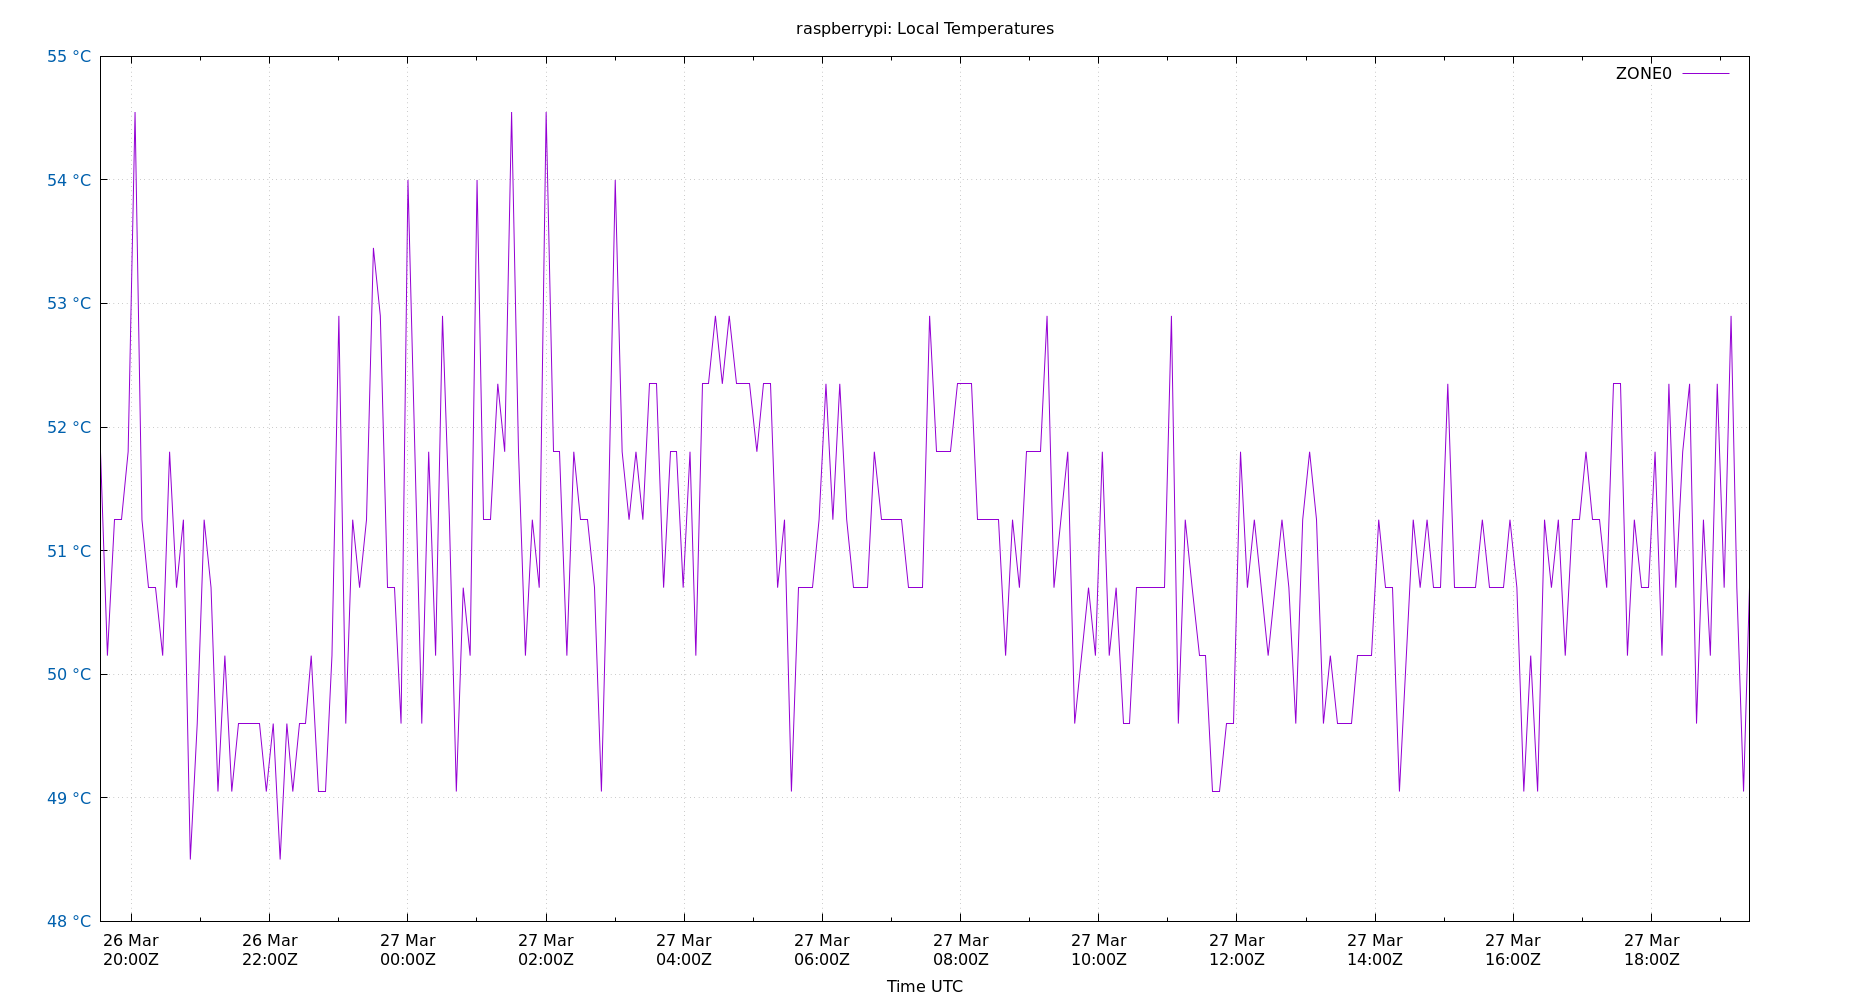 raspberrypi: Local Temperatures
55 °C
ZONE0
54 °C
53 °C
52 °C
51 °C
50 °C
49 °C
48 °C
26 Mar 26 Mar 27 Mar 27 Mar 27 Mar 27 Mar 27 Mar 27 Mar 27 Mar 27 Mar 27 Mar 27 Mar
20:00Z 22:00Z 00:00Z 02:00Z 04:00Z 06:00Z 08:00Z 10:00Z 12:00Z 14:00Z 16:00Z 18:00Z
Time UTC